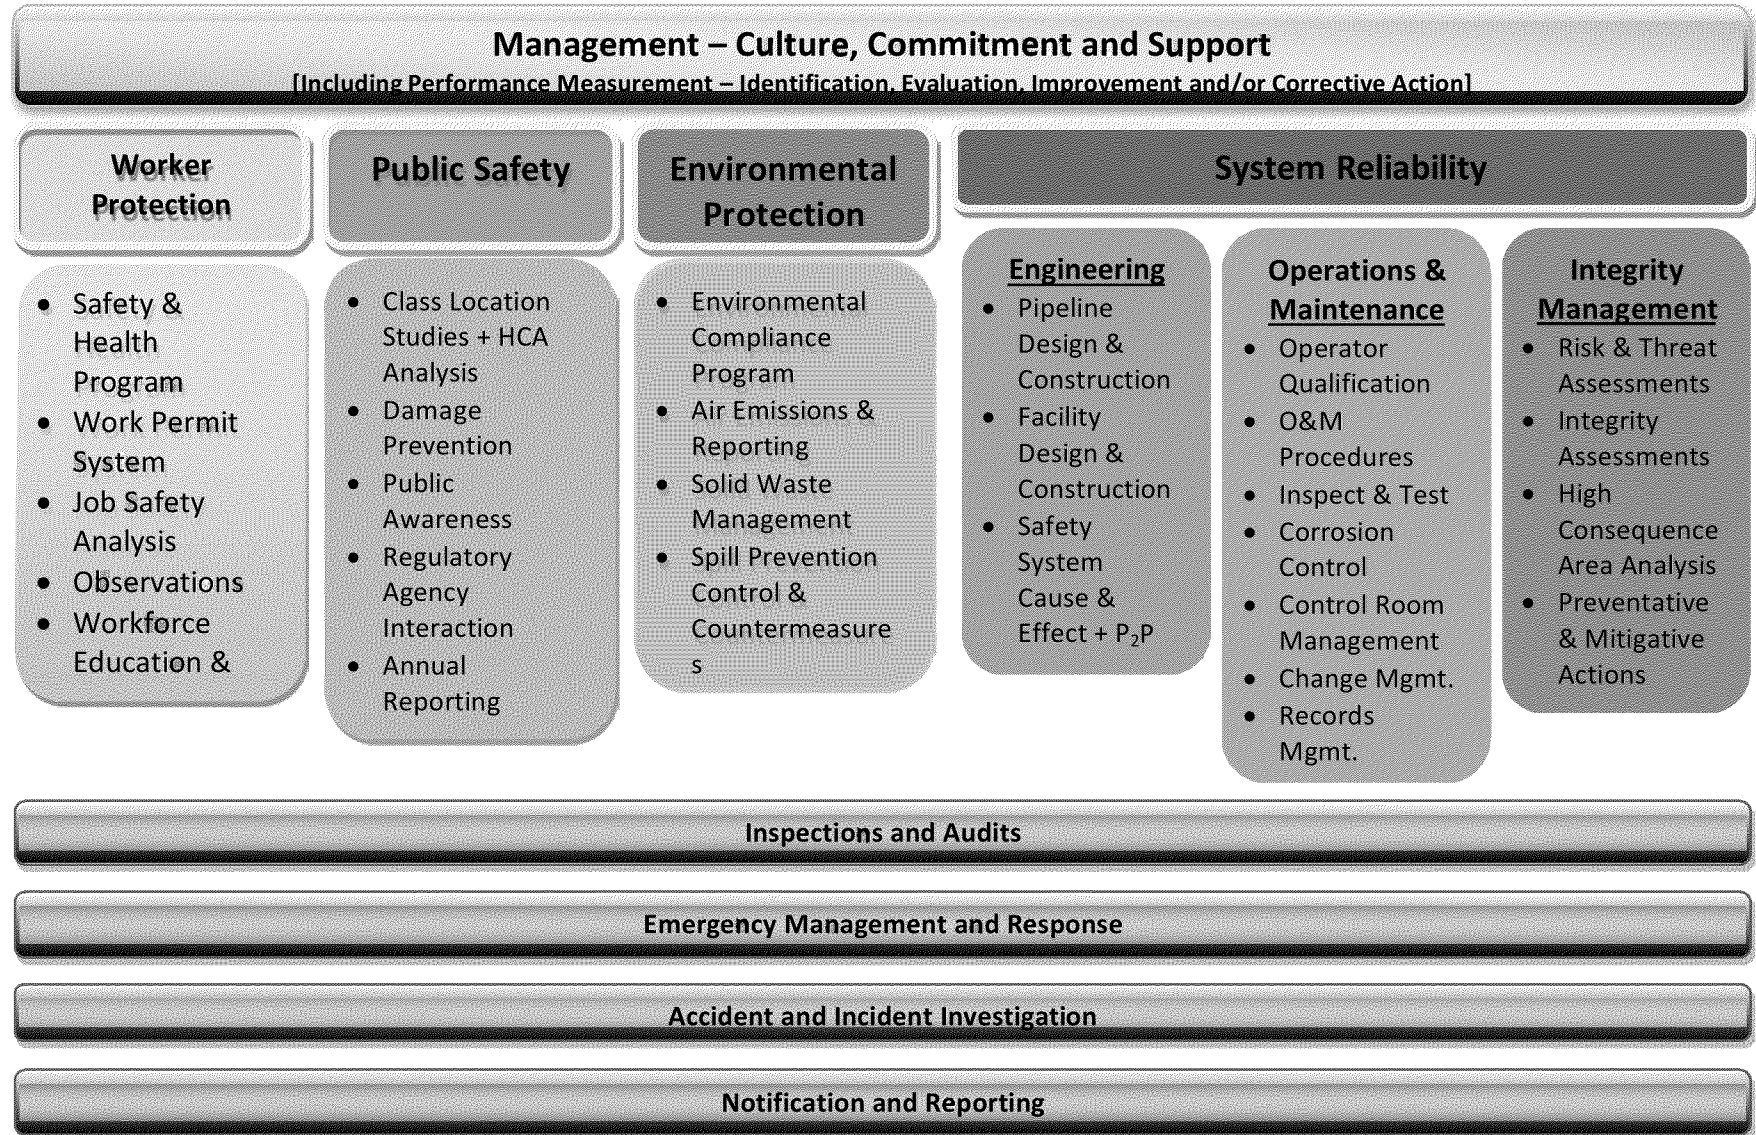 Management – Culture, Commitment and Support
[Including Performance Measurement – Identification, Evaluation, Improvement and/or Corrective Action]
Worker
Protection
• Safety &
Health
Program
• Work Permit
System
• Job Safety
Analysis
• Observations
• Workforce
Education &
Public Safety
• Class Location
Studies + HCA
Analysis
• Damage
Prevention
• Public
Awareness
• Regulatory
Agency
Interaction
• Annual
Reporting
Environmental
Protection
• Environmental
Compliance
Program
• Air Emissions &
Reporting
• Solid Waste
Management
• Spill Prevention
Control &
Countermeasure
s
System Reliability
Engineering
• Pipeline
Design &
Construction
• Facility
Design &
Construction
• Safety
System
Cause &
Effect + P₂P
Operations &
Maintenance
• Operator
Qualification
• O&M
Procedures
• Inspect & Test
• Corrosion
Control
• Control Room
Management
• Change Mgmt.
• Records
Mgmt.
Integrity
Management
• Risk & Threat
Assessments
• Integrity
Assessments
• High
Consequence
Area Analysis
• Preventative
& Mitigative
Actions
Inspections and Audits
Emergency Management and Response
Accident and Incident Investigation
Notification and Reporting